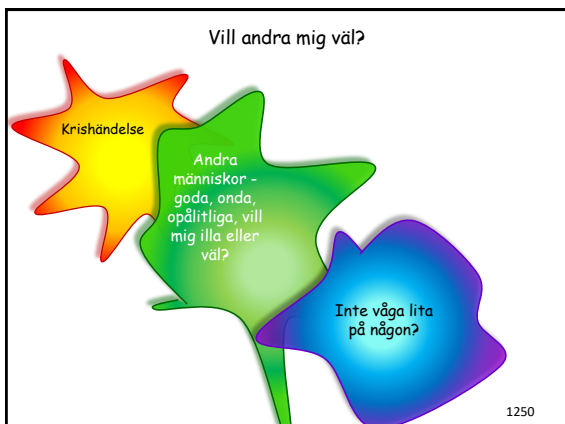 Vill andra mig väl?
Krishändelse
Andra
människor -
goda, onda,
opålitliga, vill
mig illa eller
väl?
Inte våga lita
på någon?
1250